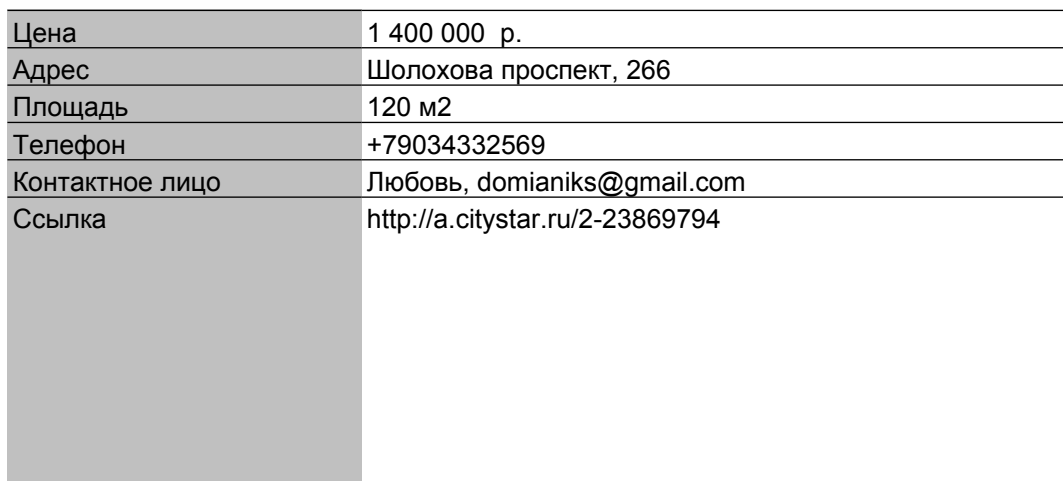 Цена 1 400 000 р.
Адрес Шолохова проспект, 266
Площадь 120 м2
Телефон +79034332569
Контактное лицо Любовь, domianiks@gmail.com
Ссылка http://a.citystar.ru/2-23869794